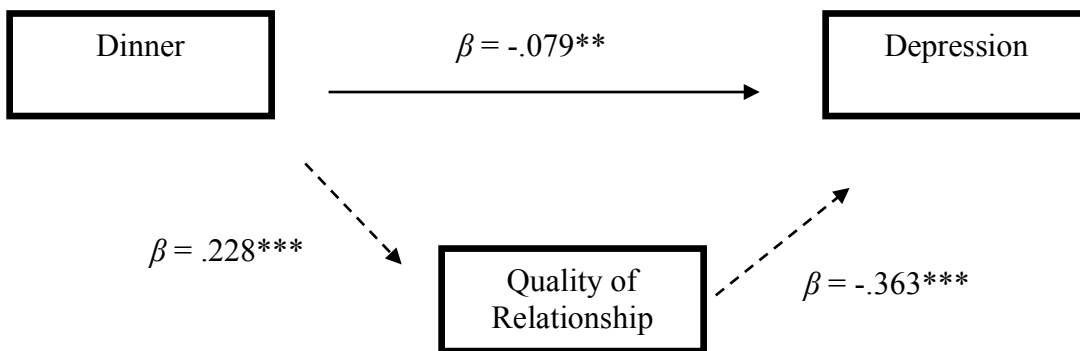 Dinner
β = -.079**
Depression
β = .228***
Quality of
Relationship
β = -.363***